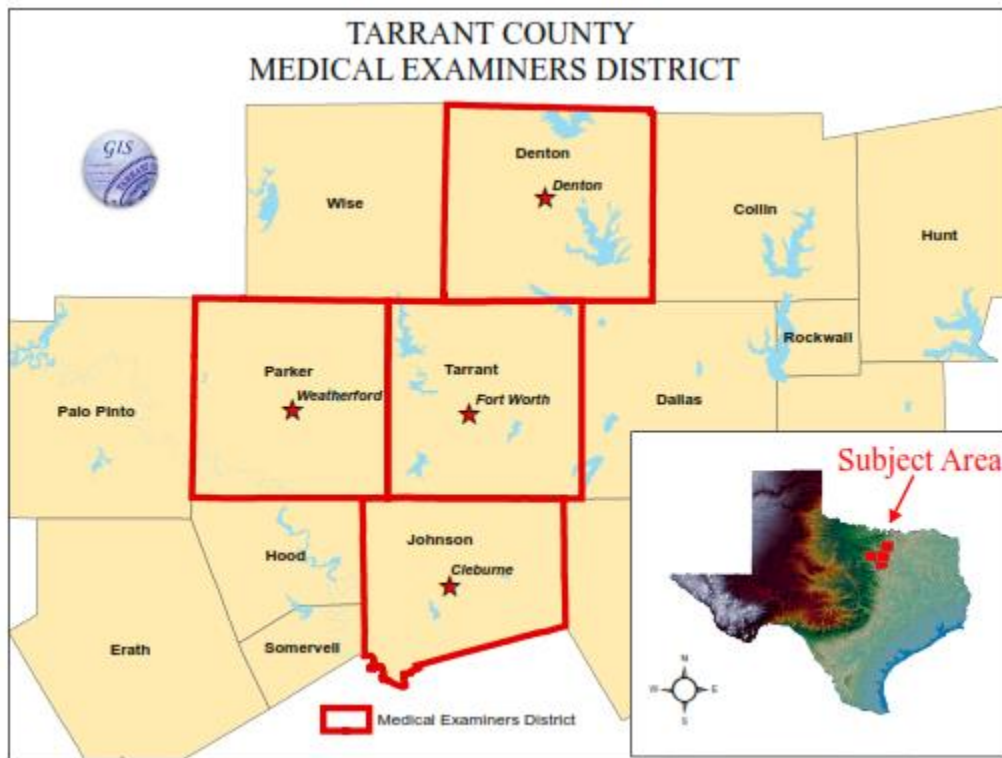 TARRANT COUNTY
MEDICAL EXAMINERS DISTRICT
GIS
Denton
Denton
Wise
Collin
Hunt
Rockwall
Parker
Weatherford
Tarrant
Fort Worth
Dallas
Palo Pinto
Subject Area
Johnson
Hood
Cleburne
Erath
Somervell
N
W
E
S
Medical Examiners District